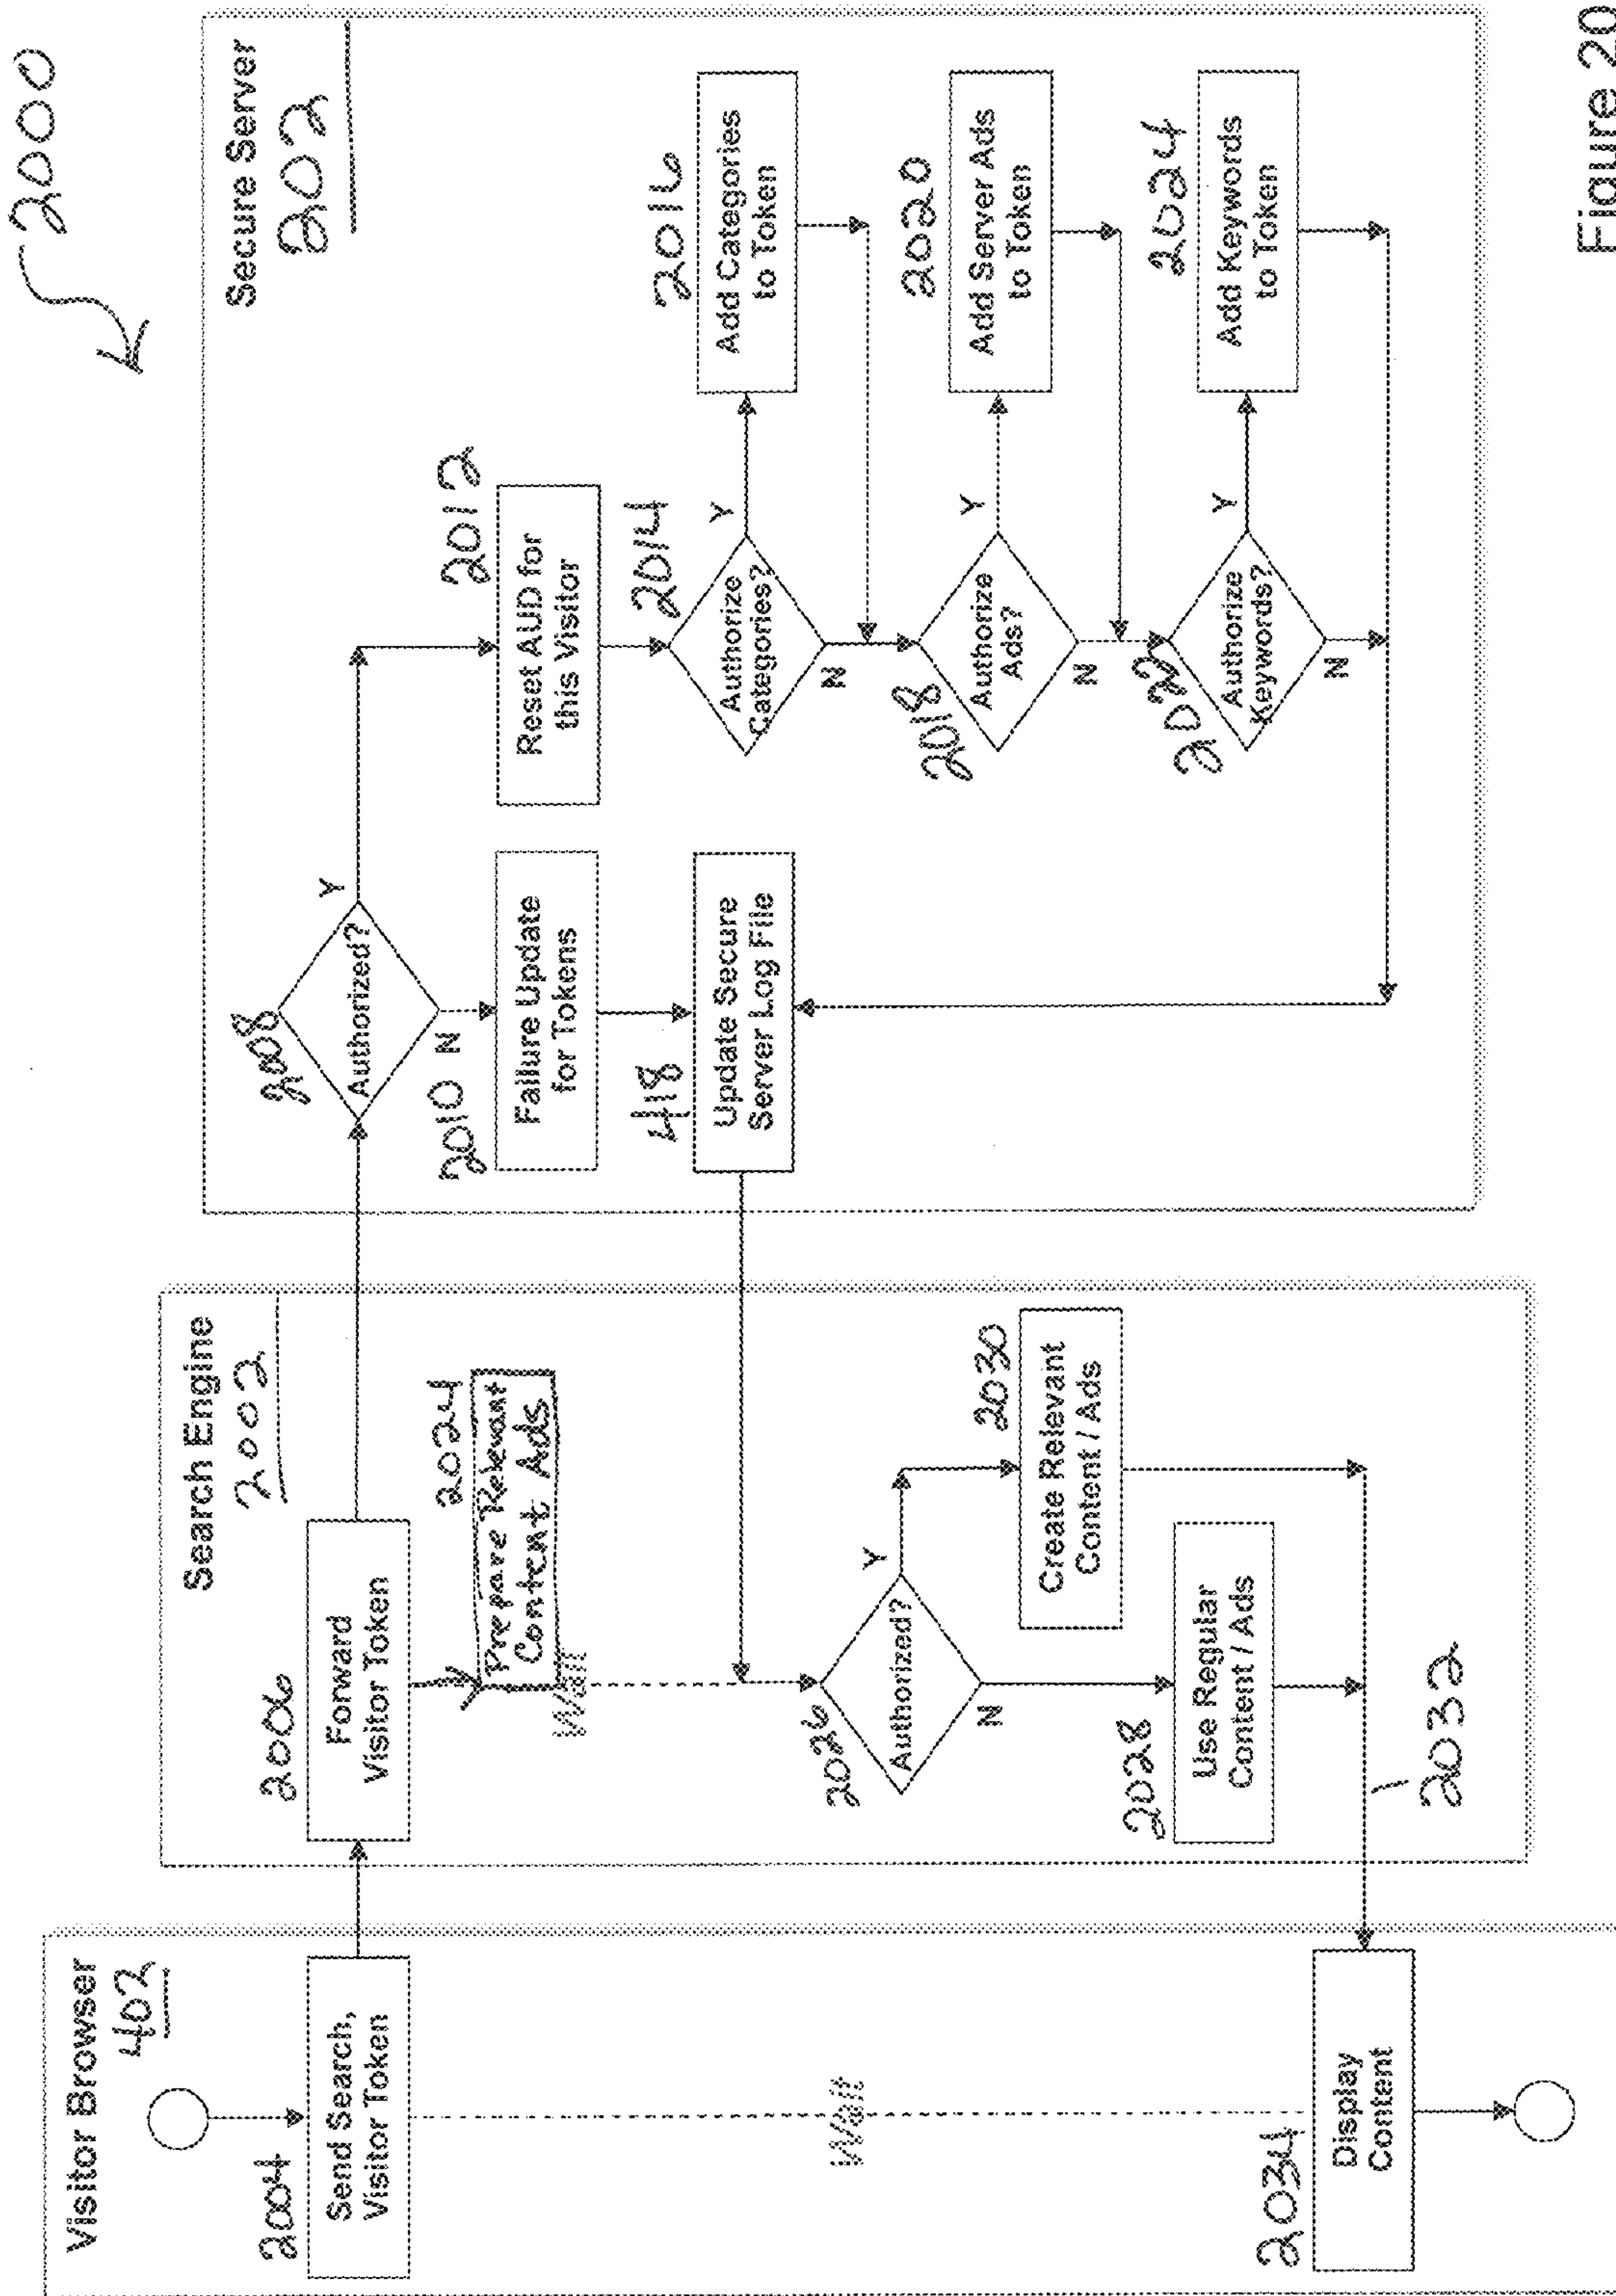 2000
Visitor Browser
402
2004
Send Search,
Visitor Token
Wait
2034
Display
Content
Search Engine
2002
2006
Forward
Visitor Token
2024
Prepare Relevant
Content Ads
Wait
2026
Authorized?
Y
N
2030
Create Relevant
Content / Ads
2028
Use Regular
Content / Ads
2032
Secure Server
202
2008
Authorized?
Y
2010
N
Failure Update
for Tokens
418
Update Secure
Server Log File
2012
Reset AUD for
this Visitor
2014
Authorize
Categories?
Y
N
2016
Add Categories
to Token
2018
Authorize
Ads?
Y
N
2020
Add Server Ads
to Token
2022
Authorize
Keywords?
Y
N
2024
Add Keywords
to Token
Figure 20